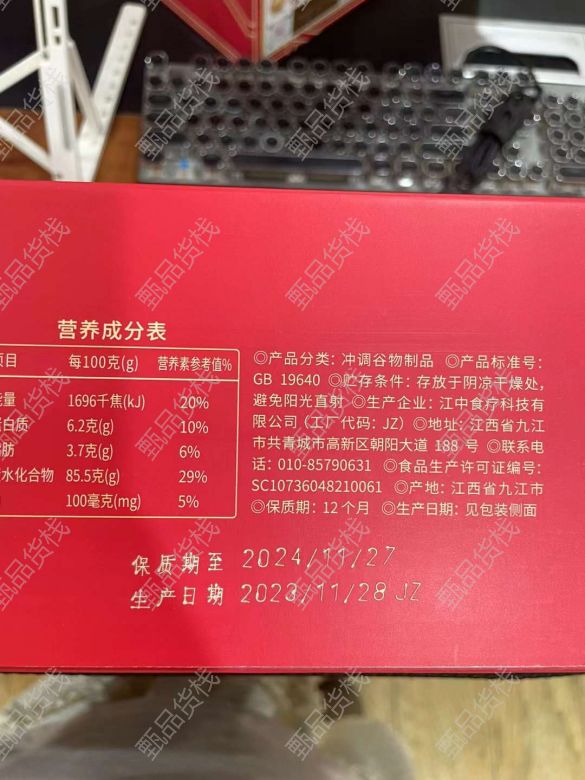 营养成分表
项目 每100克(g) 营养素参考值%
能量 1696千焦(kJ) 20%
蛋白质 6.2克(g) 10%
脂肪 3.7克(g) 6%
碳水化合物 85.5克(g) 29%
100毫克(mg) 5%
◎产品分类：冲调谷物制品 ◎产品标准号：
GB 19640 ◎贮存条件：存放于阴凉干燥处，
避免阳光直射 ◎生产企业：江中食疗科技有
限公司（工厂代码：JZ）◎地址：江西省九江
市共青城市高新区朝阳大道 188 号 ◎联系电
话：010-85790631 ◎食品生产许可证编号：
SC10736048210061 ◎产地：江西省九江市
◎保质期：12个月 ◎生产日期：见包装侧面
保质期至 2024/11/27
生产日期 2023/11/28 JZ
甄品货栈